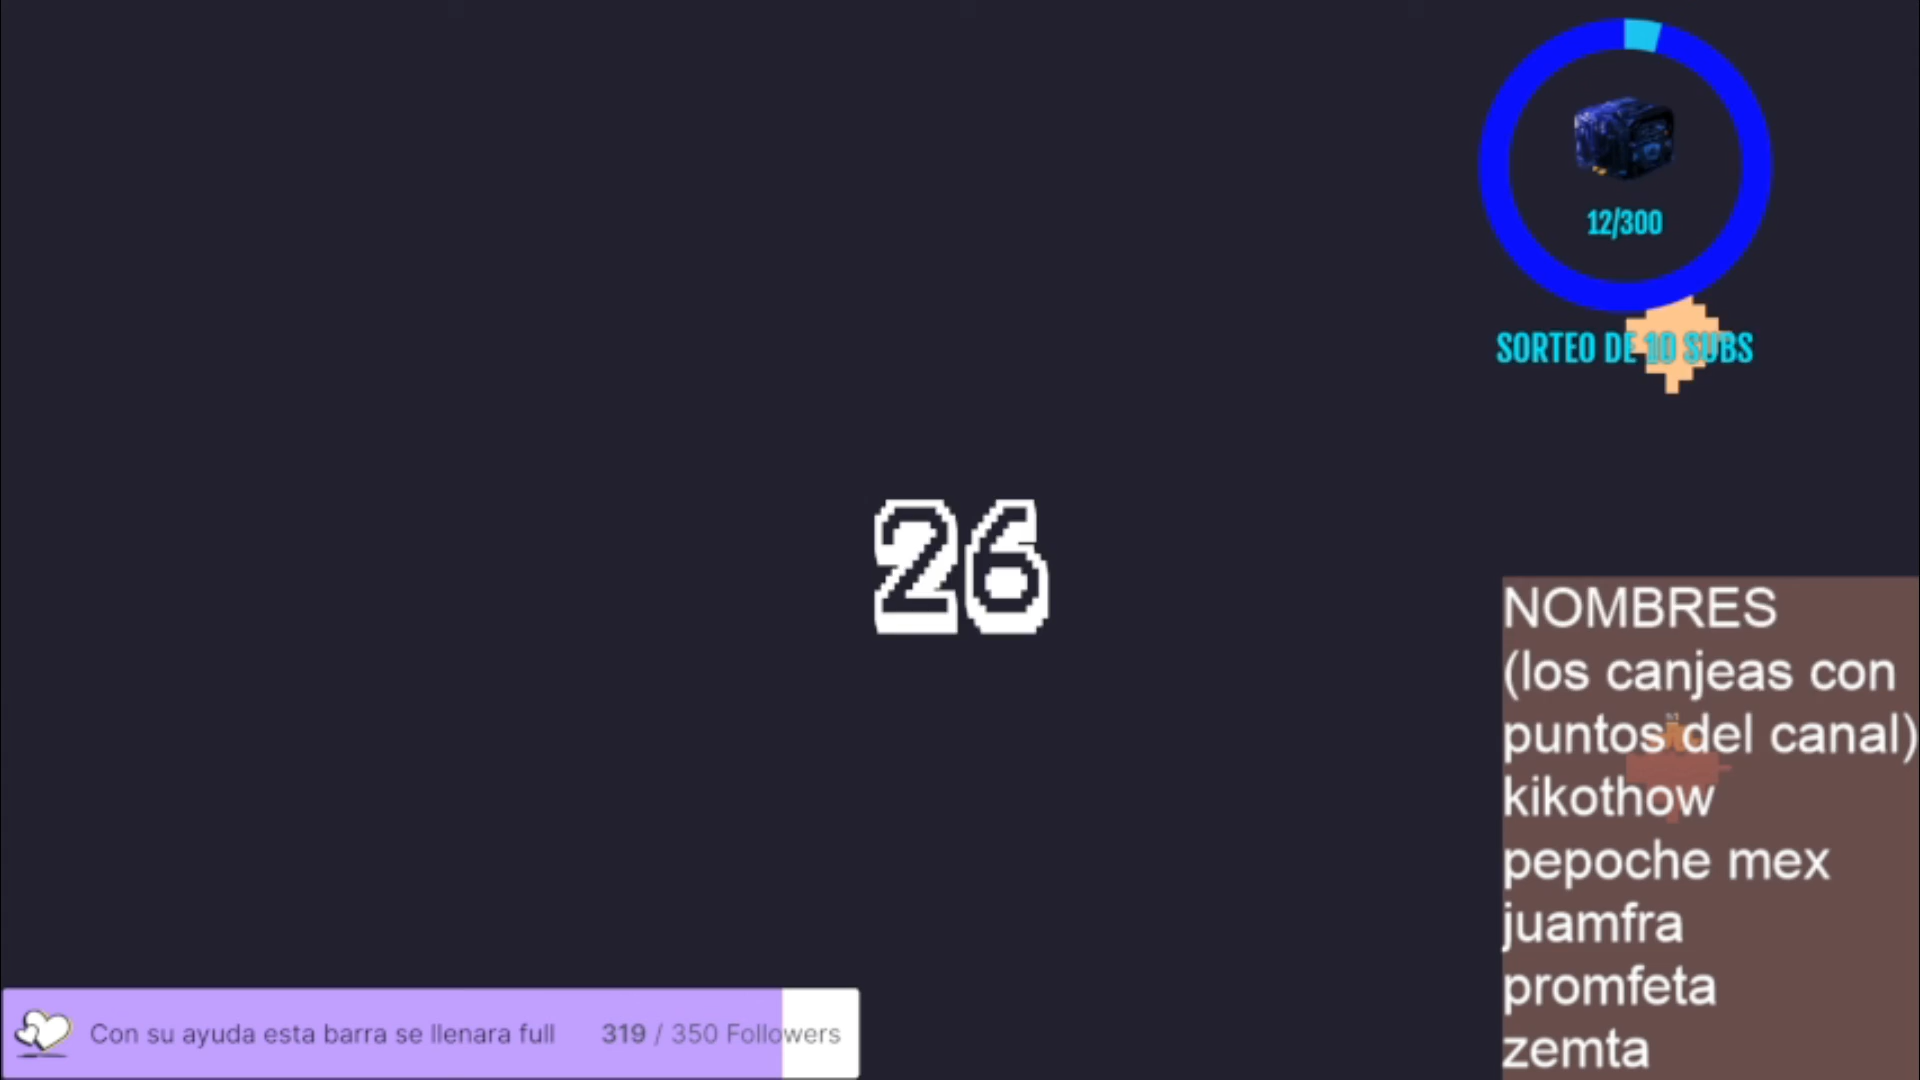 12/300
SORTEO DE 10 SUBS
26
NOMBRES
(los canjeas con
puntos del canal)
kikothow
pepoche mex
juamfra
promfeta
zemta
Con su ayuda esta barra se llenara full 319 / 350 Followers